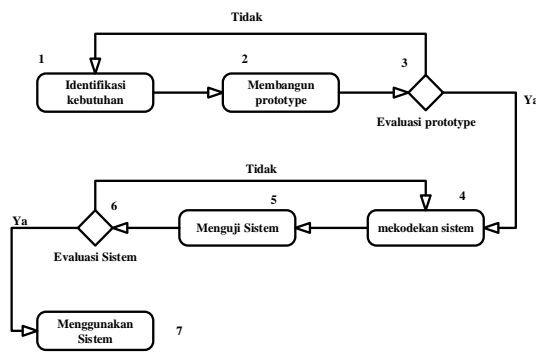 Tidak
1
2
3
Identifikasi
kebutuhan
Membangun
prototype
Evaluasi prototype
Ya
Tidak
6
5
4
Ya
Menguji Sistem
mekodekan sistem
Evaluasi Sistem
Menggunakan
Sistem
7